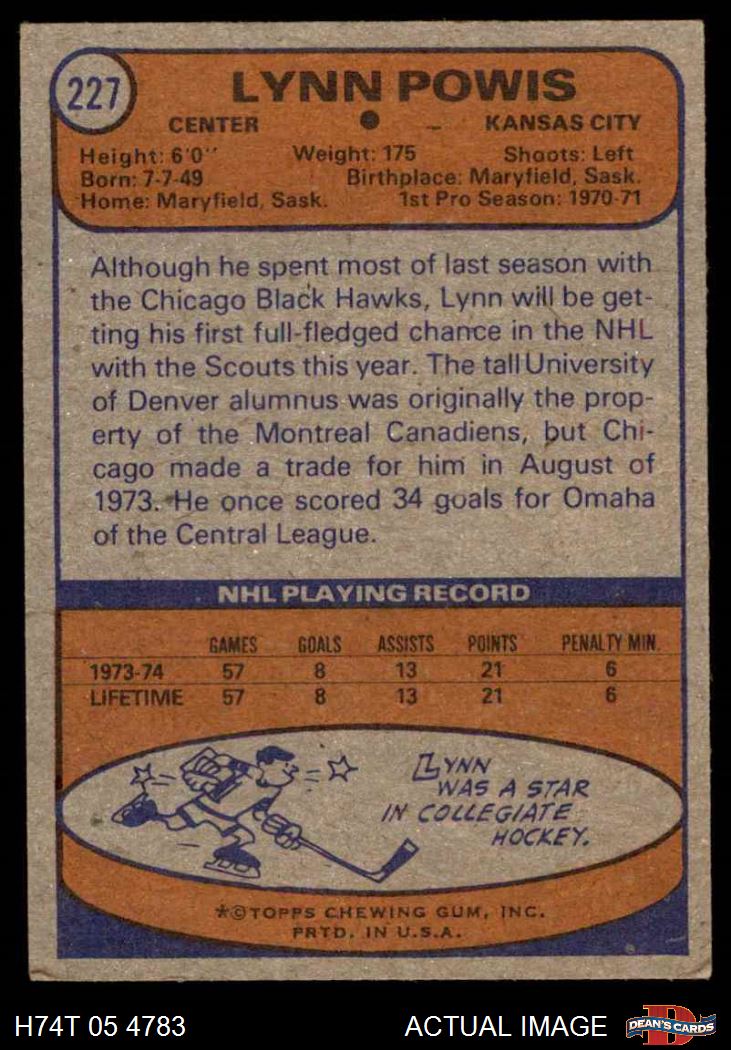 227
LYNN POWIS
CENTER • KANSAS CITY
Height: 6'0" Weight: 175 Shoots: Left
Born: 7-7-49 Birthplace: Maryfield, Sask.
Home: Maryfield, Sask. 1st Pro Season: 1970-71
Although he spent most of last season with
the Chicago Black Hawks, Lynn will be get-
ting his first full-fledged chance in the NHL
with the Scouts this year. The tall University
of Denver alumnus was originally the prop-
erty of the Montreal Canadiens, but Chi-
cago made a trade for him in August of
1973. He once scored 34 goals for Omaha
of the Central League.
NHL PLAYING RECORD
GAMES GOALS ASSISTS POINTS PENALTY MIN.
1973-74 57 8 13 21 6
LIFETIME 57 8 13 21 6
LYNN
WAS A STAR
IN COLLEGIATE
HOCKEY.
*©TOPPS CHEWING GUM, INC.
PRTD. IN U.S.A.
H74T 05 4783 ACTUAL IMAGE
D
DEAN'S CARDS